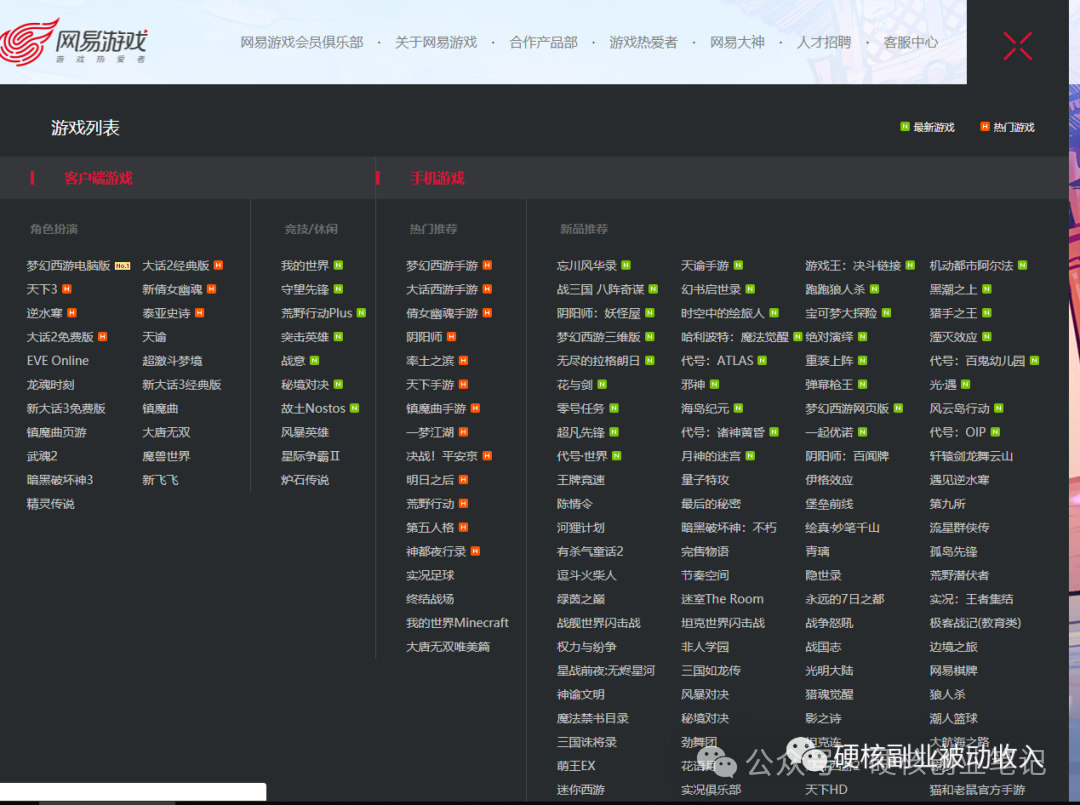 网易游戏
游戏热爱者
网易游戏会员俱乐部 · 关于网易游戏 · 合作产品部 · 游戏热爱者 · 网易大神 · 人才招聘 · 客服中心
游戏列表
N 最新游戏 H 热门游戏
客户端游戏
手机游戏
角色扮演
梦幻西游电脑版 No.1 大话2经典版 H
天下3 H 新倩女幽魂 H
逆水寒 H 泰亚史诗 H
大话2免费版 H 天谕
EVE Online 超激斗梦境
龙魂时刻 新大话3经典版
新大话3免费版 镇魔曲
镇魔曲页游 大唐无双
武魂2 魔兽世界
暗黑破坏神3 新飞飞
精灵传说
竞技/休闲
我的世界 N
守望先锋 N
荒野行动Plus N
突击英雄 N
战意 N
秘境对决 N
故土Nostos N
风暴英雄
星际争霸II
炉石传说
热门推荐
梦幻西游手游 H
大话西游手游 H
倩女幽魂手游 H
阴阳师 H
率土之滨 H
天下手游 H
镇魔曲手游 H
一梦江湖 H
决战！平安京 H
明日之后 H
荒野行动 H
第五人格 H
神都夜行录 H
实况足球
终结战场
我的世界Minecraft
大唐无双唯美篇
新品推荐
忘川风华录 N 天谕手游 N 游戏王：决斗链接 N 机动都市阿尔法 N
战三国 八阵奇谋 N 幻书启世录 N 跑跑狼人杀 N 黑潮之上 N
阴阳师：妖怪屋 N 时空中的绘旅人 N 宝可梦大探险 N 猎手之王 N
梦幻西游三维版 N 哈利波特：魔法觉醒 N 绝对演绎 N 湮灭效应 N
无尽的拉格朗日 N 代号：ATLAS N 重装上阵 N 代号：百鬼幼儿园 N
花与剑 N 邪神 N 弹幕枪王 N 光·遇 N
零号任务 N 海岛纪元 N 梦幻西游网页版 N 风云岛行动 N
超凡先锋 N 代号：诸神黄昏 N 一起优诺 N 代号：OIP N
代号·世界 N 月神的迷宫 N 阴阳师：百闻牌 轩辕剑龙舞云山
王牌竞速 量子特攻 伊格效应 遇见逆水寒
陈情令 最后的秘密 堡垒前线 第九所
河狸计划 暗黑破坏神：不朽 绘真·妙笔千山 流星群侠传
有杀气童话2 完售物语 青璃 孤岛先锋
逗斗火柴人 节奏空间 隐世录 荒野潜伏者
绿茵之巅 迷室The Room 永远的7日之都 实况：王者集结
战舰世界闪击战 坦克世界闪击战 战争怒吼 极客战记(教育类)
权力与纷争 非人学园 战国志 边境之旅
星战前夜:无烬星河 三国如龙传 光明大陆 网易棋牌
神谕文明 风暴对决 猎魂觉醒 狼人杀
魔法禁书目录 秘境对决 影之诗 潮人篮球
三国诛将录 劲舞团 坦克连 大航海之路
萌王EX
迷你西游 实况俱乐部 天下HD 猫和老鼠官方手游
硬核副业被动收入
公众号 · 硬核副业笔记